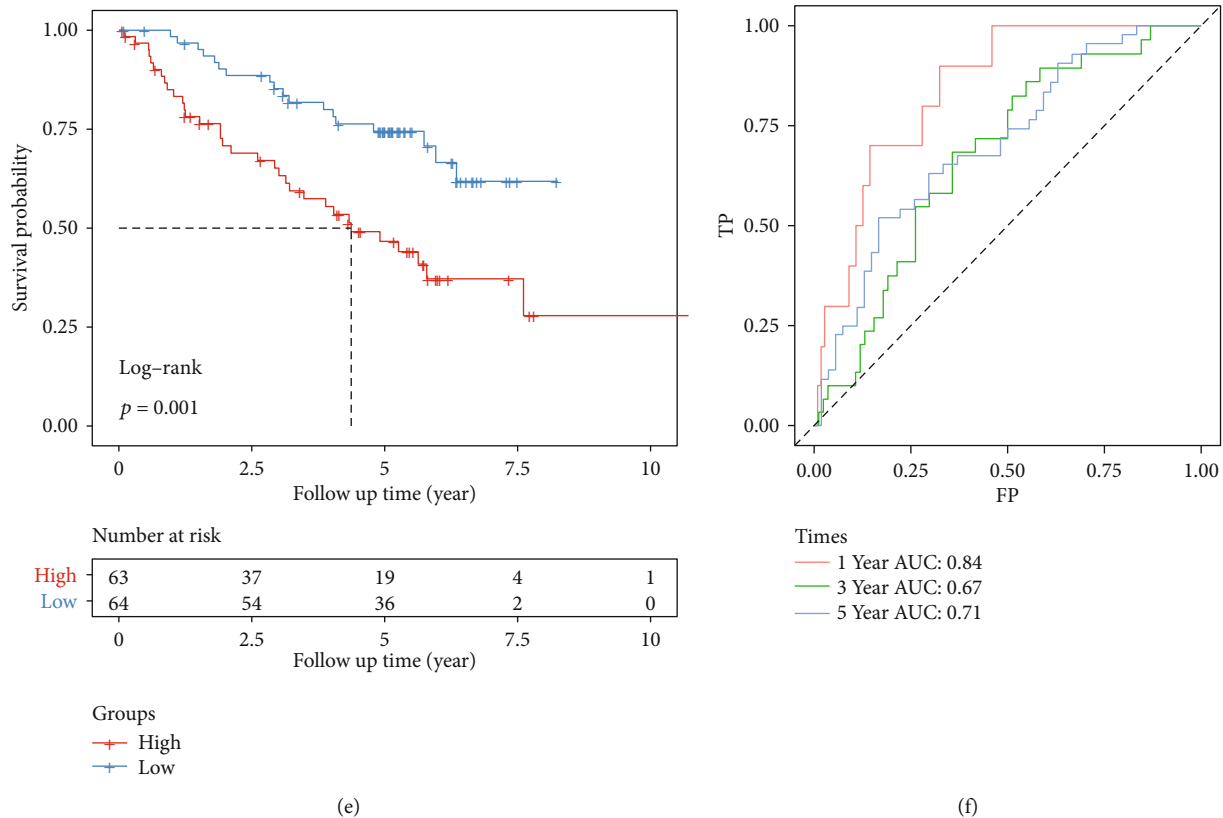 1.00
0.75
0.50
0.25
0.00
Survival probability
Log–rank
p = 0.001
0 2.5 5 7.5 10
Follow up time (year)
Number at risk
High 63 37 19 4 1
Low 64 54 36 2 0
0 2.5 5 7.5 10
Follow up time (year)
Groups
High
Low
(e)
1.00
0.75
0.50
0.25
0.00
TP
0.00 0.25 0.50 0.75 1.00
FP
Times
1 Year AUC: 0.84
3 Year AUC: 0.67
5 Year AUC: 0.71
(f)